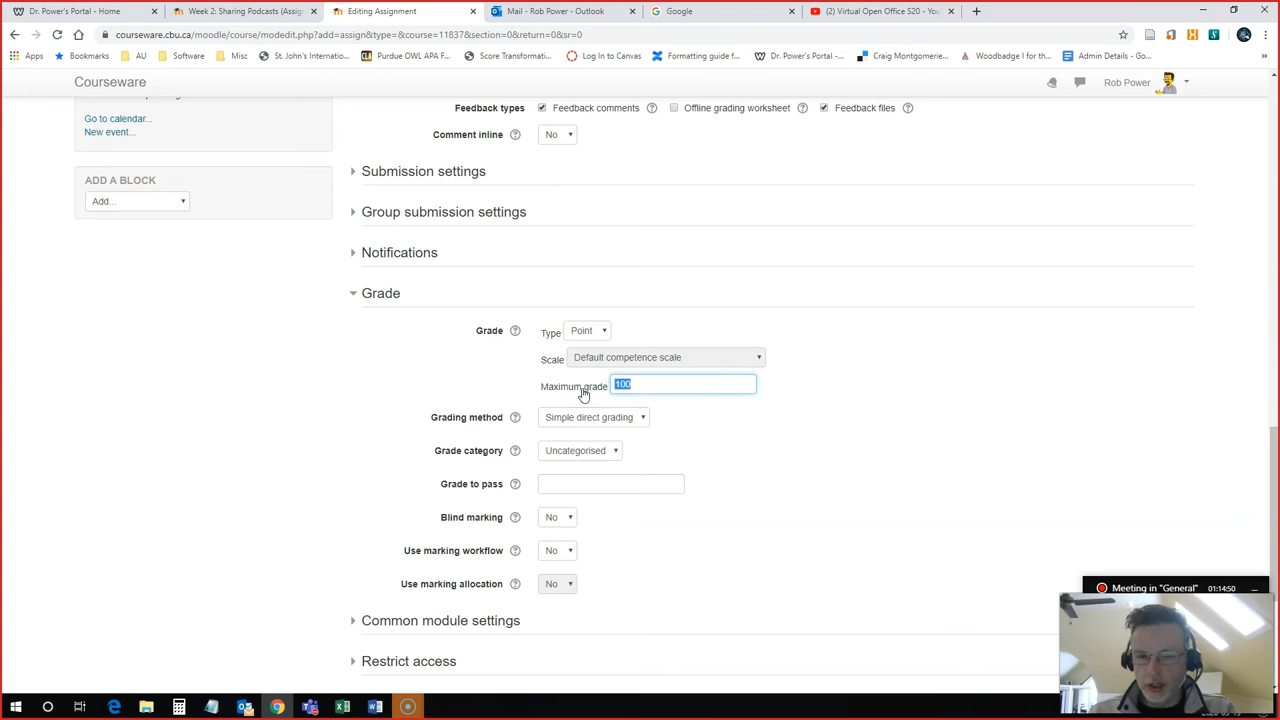 Dr. Power's Portal - Home
Week 2: Sharing Podcasts (Assig
Editing Assignment
Mail - Rob Power - Outlook
Google
(2) Virtual Open Office S20 - You
courseware.cbu.ca/moodle/course/modedit.php?add=assign&type=&course=11837&section=0&return=0&sr=0
Apps
Bookmarks
AU
Software
Misc
St. John's Internatio...
Purdue OWL APA F...
Score Transformatio...
Log In to Canvas
Formatting guide f...
Dr. Power's Portal -...
Craig Montgomerie...
Woodbadge I for th...
Admin Details - Go...
Courseware
Rob Power
Go to calendar...
New event...
ADD A BLOCK
Add...
Feedback types
Feedback comments
Offline grading worksheet
Feedback files
Comment inline
No
Submission settings
Group submission settings
Notifications
Grade
Grade
Type
Point
Scale
Default competence scale
Maximum grade
100
Grading method
Simple direct grading
Grade category
Uncategorised
Grade to pass
Blind marking
No
Use marking workflow
No
Use marking allocation
No
Common module settings
Restrict access
Meeting in "General"
01:14:50